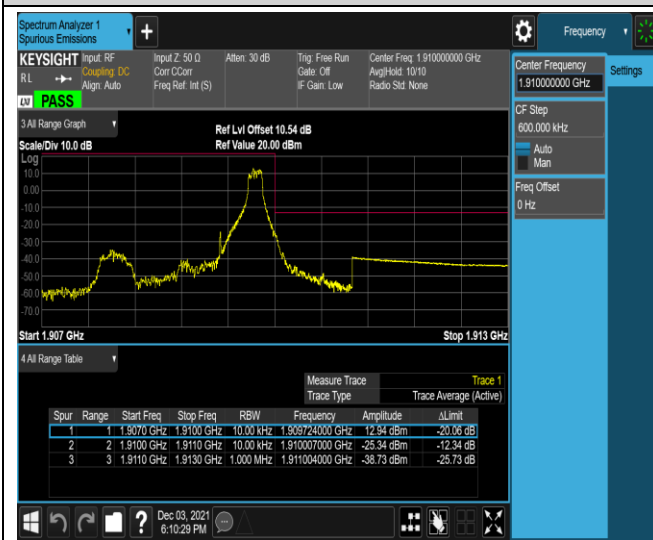 Spectrum Analyzer 1
Spurious Emissions
+
Frequency
KEYSIGHT
RL
LXI PASS
Input: RF
Coupling: DC
Align: Auto
Input Z: 50 Ω
Corr CCorr
Freq Ref: Int (S)
Atten: 30 dB
Trig: Free Run
Gate: Off
IF Gain: Low
Center Freq: 1.910000000 GHz
Avg|Hold: 10/10
Radio Std: None
Center Frequency
1.910000000 GHz
Settings
CF Step
600.000 kHz
Auto
Man
Freq Offset
0 Hz
3 All Range Graph
Ref Lvl Offset 10.54 dB
Scale/Div 10.0 dB
Ref Value 20.00 dBm
Log
10.0
0.00
-10.0
-20.0
-30.0
-40.0
-50.0
-60.0
-70.0
Start 1.907 GHz
Stop 1.913 GHz
4 All Range Table
Measure Trace Trace 1
Trace Type Trace Average (Active)
Spur Range Start Freq Stop Freq RBW Frequency Amplitude ΔLimit
1 1 1.9070 GHz 1.9100 GHz 10.00 kHz 1.909724000 GHz 12.94 dBm -20.06 dB
2 2 1.9100 GHz 1.9110 GHz 10.00 kHz 1.910007000 GHz -25.34 dBm -12.34 dB
3 3 1.9110 GHz 1.9130 GHz 1.000 MHz 1.911004000 GHz -38.73 dBm -25.73 dB
?
Dec 03, 2021
6:10:29 PM